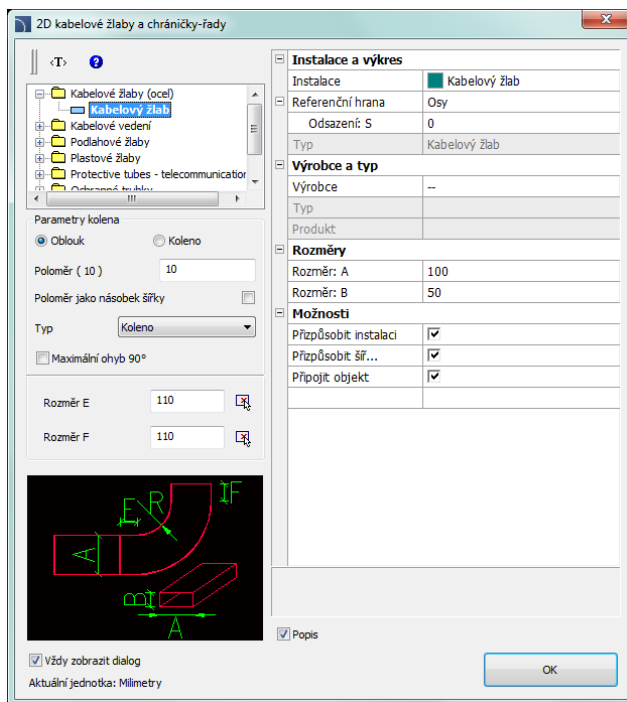 2D kabelové žlaby a chráničky-řady
‹T›
Kabelové žlaby (ocel)
Kabelový žlab
Kabelové vedení
Podlahové žlaby
Plastové žlaby
Protective tubes - telecommunication
Ochranné trubky
Parametry kolena
Oblouk Koleno
Poloměr ( 10 ) 10
Poloměr jako násobek šířky
Typ Koleno
Maximální ohyb 90°
Rozměr E 110
Rozměr F 110
E R F
A
B
A
Vždy zobrazit dialog
Aktuální jednotka: Milimetry
Instalace a výkres
Instalace Kabelový žlab
Referenční hrana Osy
Odsazení: S 0
Typ Kabelový žlab
Výrobce a typ
Výrobce --
Typ
Produkt
Rozměry
Rozměr: A 100
Rozměr: B 50
Možnosti
Přizpůsobit instalaci
Přizpůsobit šíř...
Připojit objekt
Popis
OK